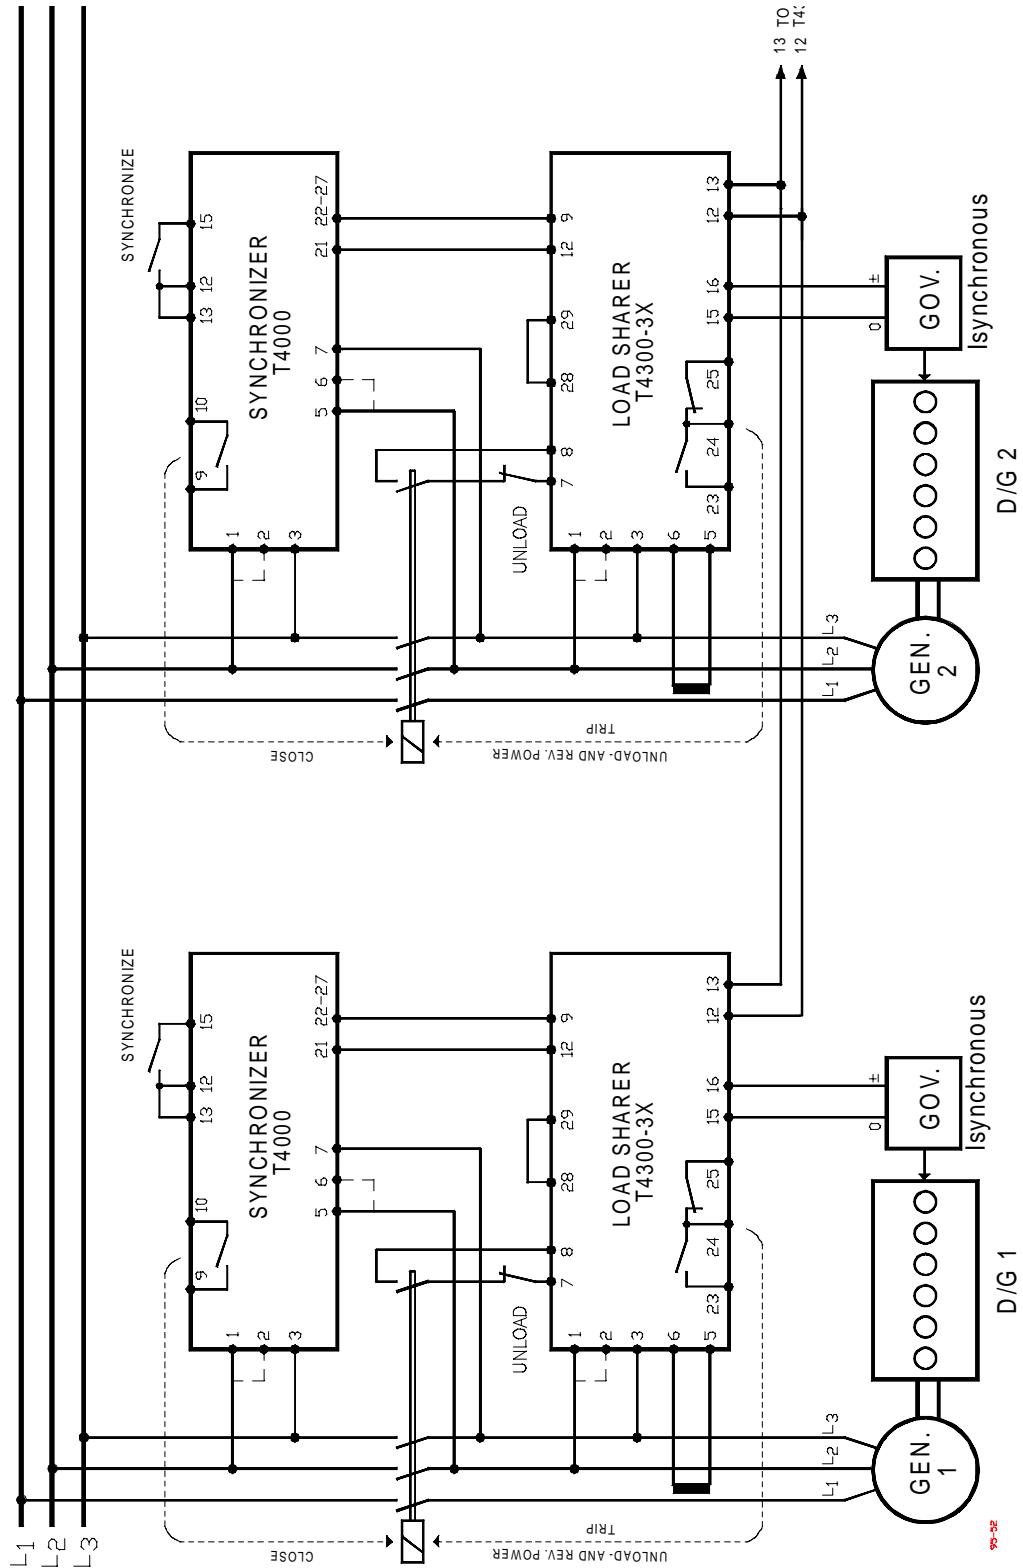 13 TO
12 T4
SYNCHRONIZE
15
12
13
10
9
22-27
21
7
6
5
1
2
3
SYNCHRONIZER
T4000
9
12
29
28
8
7
UNLOAD
1
2
3
6
5
LOAD SHARER
T4300-3X
13
12
16
15
25
24
23
0
±
GOV.
Isynchronous
D/G 2
GEN.
2
L3
L2
L1
CLOSE
UNLOAD- AND REV. POWER
TRIP
SYNCHRONIZE
15
12
13
10
9
22-27
21
7
6
5
1
2
3
SYNCHRONIZER
T4000
9
12
29
28
8
7
UNLOAD
1
2
3
6
5
LOAD SHARER
T4300-3X
13
12
16
15
25
24
23
0
±
GOV.
Isynchronous
D/G 1
GEN.
1
L3
L2
L1
CLOSE
UNLOAD- AND REV. POWER
TRIP
L1
L2
L3
95-52